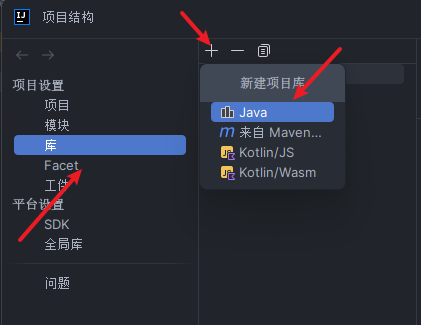 IJ
项目结构
项目设置
项目
模块
库
Facet
工件
平台设置
SDK
全局库
问题
新建项目库
Java
来自 Maven...
Kotlin/JS
Kotlin/Wasm